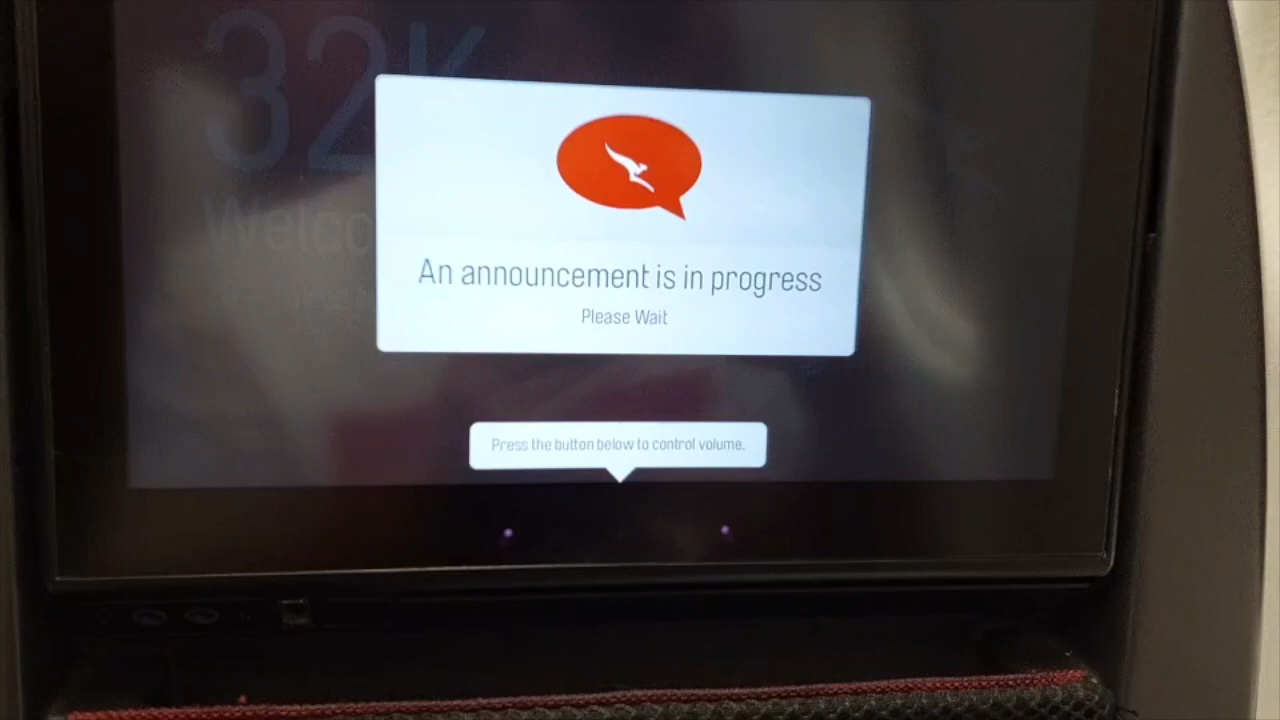 32K
Welco
An announcement is in progress
Please Wait
Press the button below to control volume.